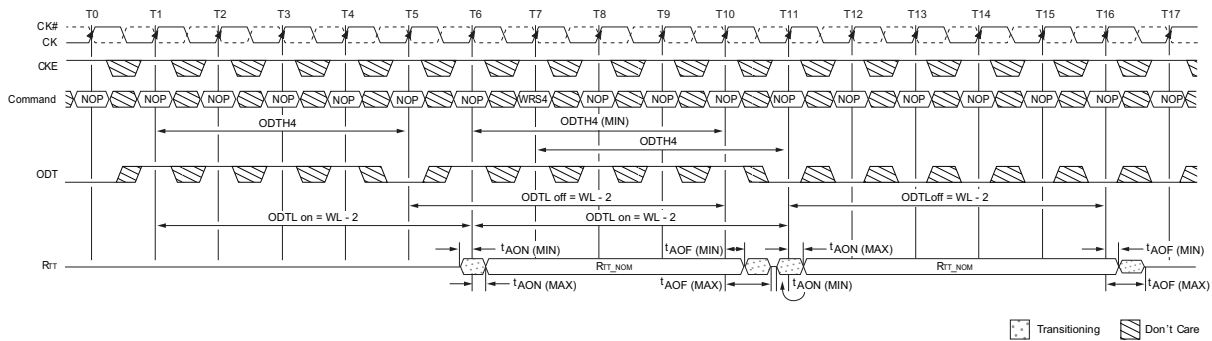 T0 T1 T2 T3 T4 T5 T6 T7 T8 T9 T10 T11 T12 T13 T14 T15 T16 T17
CK#
CK
CKE
Command NOP NOP NOP NOP NOP NOP NOP WRS4 NOP NOP NOP NOP NOP NOP NOP NOP NOP NOP
ODTH4 ODTH4 (MIN)
ODTH4
ODT
ODTL off = WL - 2 ODTLoff = WL - 2
ODTL on = WL - 2 ODTL on = WL - 2
tAON (MIN) tAOF (MIN) tAON (MAX) tAOF (MIN)
RTT RTT_NOM RTT_NOM
tAON (MAX) tAOF (MAX) tAON (MIN) tAOF (MAX)
Transitioning Don't Care